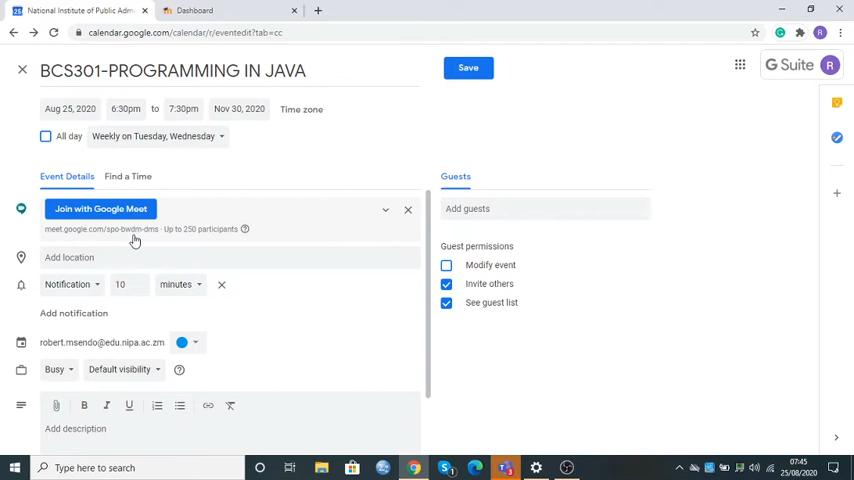 National Institute of Public Admi
Dashboard
calendar.google.com/calendar/r/eventedit?tab=cc
R
BCS301-PROGRAMMING IN JAVA
Save
G Suite
R
Aug 25, 2020
6:30pm
to
7:30pm
Nov 30, 2020
Time zone
All day
Weekly on Tuesday, Wednesday
Event Details
Find a Time
Guests
Join with Google Meet
meet.google.com/spo-bwdm-dms · Up to 250 participants
Add guests
Guest permissions
Add location
Modify event
Notification
10
minutes
Invite others
See guest list
Add notification
robert.msendo@edu.nipa.ac.zm
Busy
Default visibility
B
I
U
Add description
Type here to search
07:45
25/08/2020